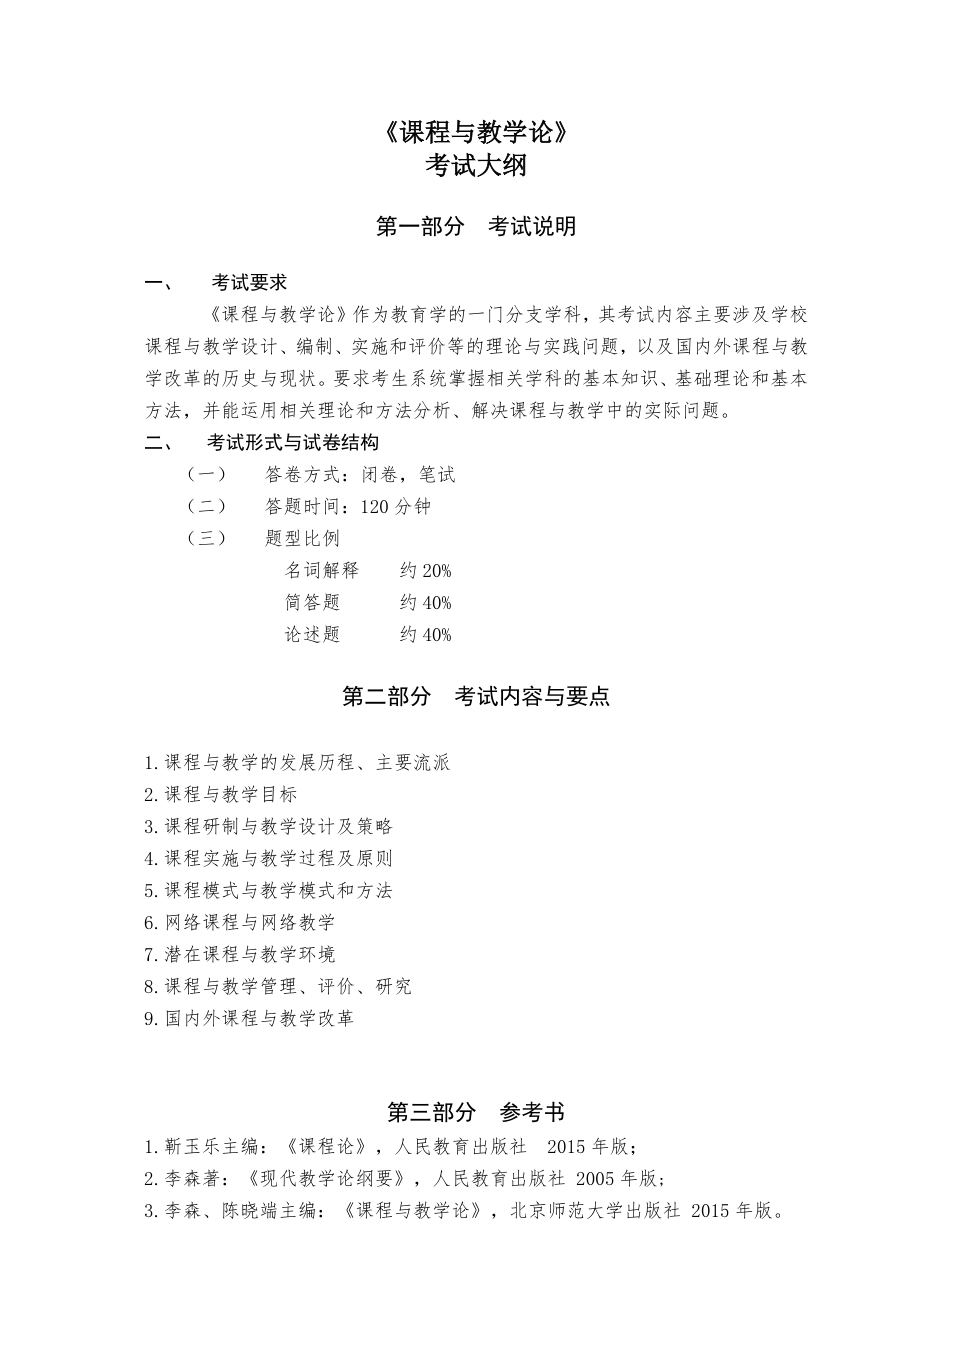 《课程与教学论》
考试大纲
第一部分 考试说明
一、 考试要求
《课程与教学论》作为教育学的一门分支学科，其考试内容主要涉及学校
课程与教学设计、编制、实施和评价等的理论与实践问题，以及国内外课程与教
学改革的历史与现状。要求考生系统掌握相关学科的基本知识、基础理论和基本
方法，并能运用相关理论和方法分析、解决课程与教学中的实际问题。
二、 考试形式与试卷结构
（一） 答卷方式：闭卷，笔试
（二） 答题时间：120 分钟
（三） 题型比例
名词解释 约 20%
简答题 约 40%
论述题 约 40%
第二部分 考试内容与要点
1.课程与教学的发展历程、主要流派
2.课程与教学目标
3.课程研制与教学设计及策略
4.课程实施与教学过程及原则
5.课程模式与教学模式和方法
6.网络课程与网络教学
7.潜在课程与教学环境
8.课程与教学管理、评价、研究
9.国内外课程与教学改革
第三部分 参考书
1.靳玉乐主编：《课程论》，人民教育出版社 2015 年版；
2.李森著：《现代教学论纲要》，人民教育出版社 2005 年版；
3.李森、陈晓端主编：《课程与教学论》，北京师范大学出版社 2015 年版。